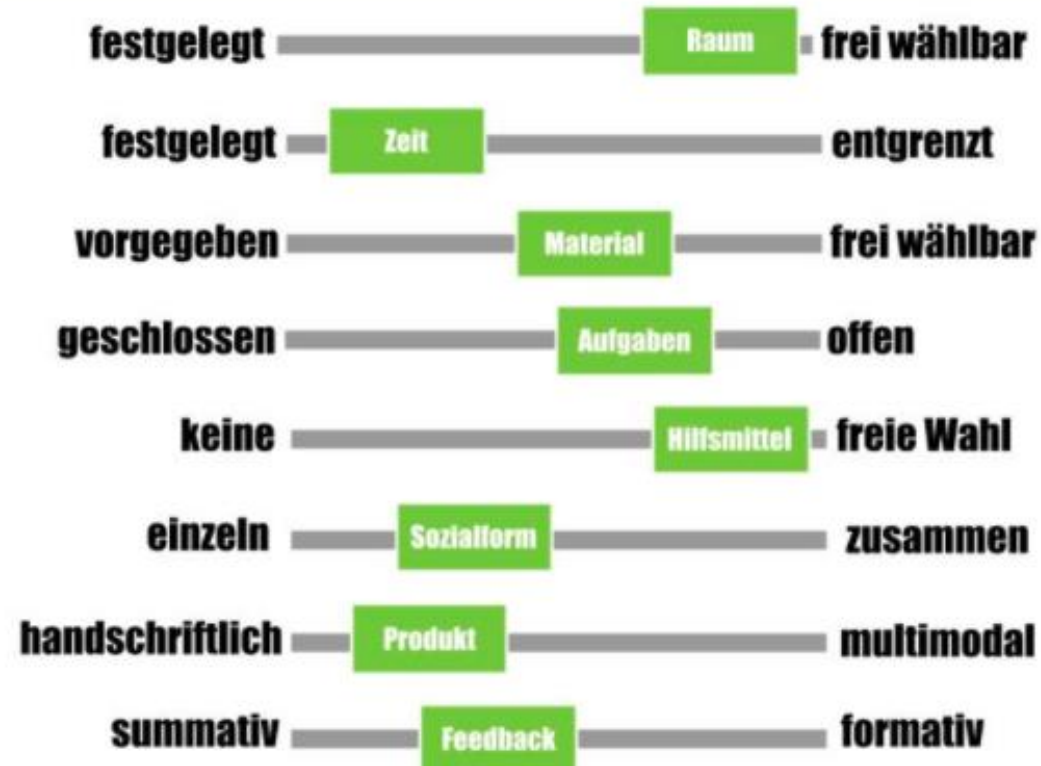 festgelegt Raum frei wählbar
festgelegt Zeit entgrenzt
vorgegeben Material frei wählbar
geschlossen Aufgaben offen
keine Hilfsmittel freie Wahl
einzeln Sozialform zusammen
handschriftlich Produkt multimodal
summativ Feedback formativ